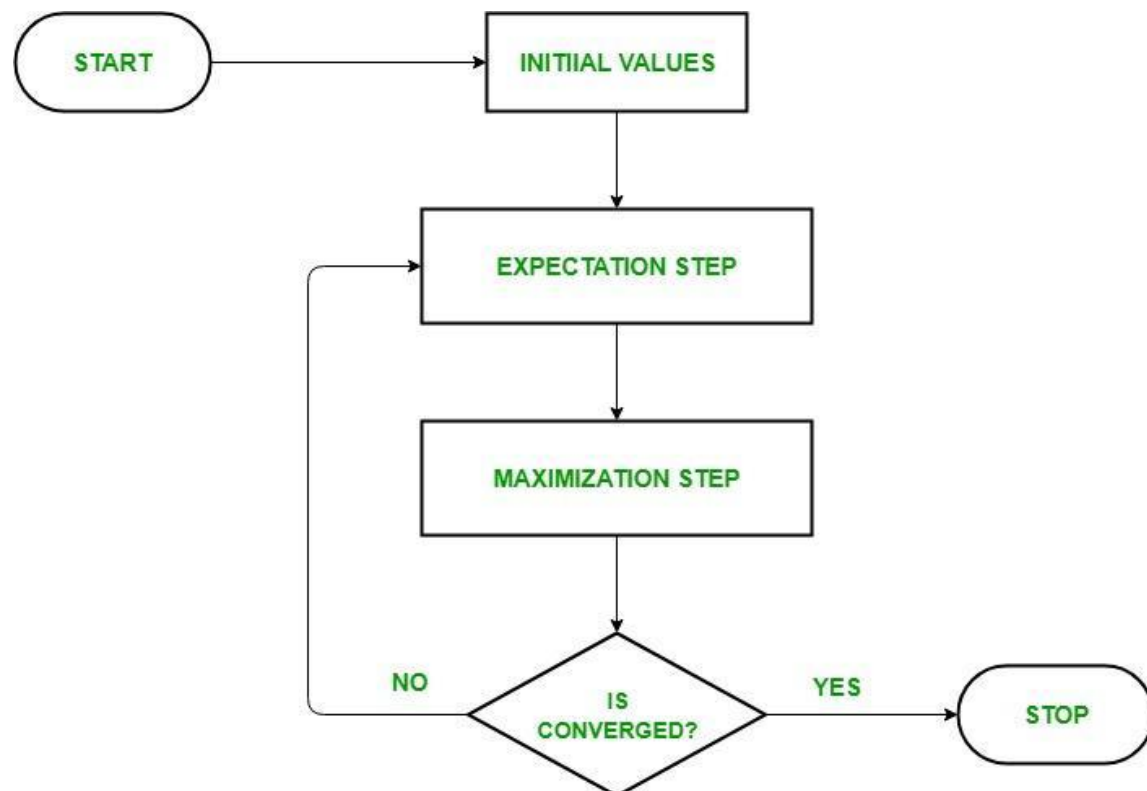 START
INITIIAL VALUES
EXPECTATION STEP
MAXIMIZATION STEP
NO
IS
CONVERGED?
YES
STOP